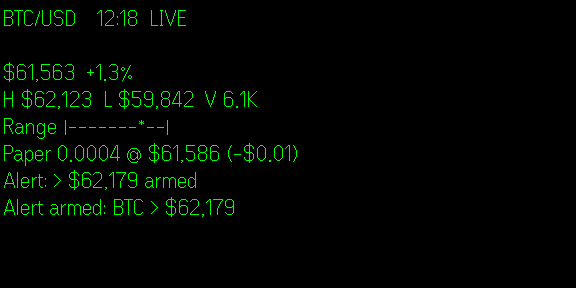 BTC/USD 12:18 LIVE
$61,563 +1.3%
H $62,123 L $59,842 V 6.1K
Range |-------*--|
Paper 0.0004 @ $61,586 (-$0.01)
Alert: > $62,179 armed
Alert armed: BTC > $62,179